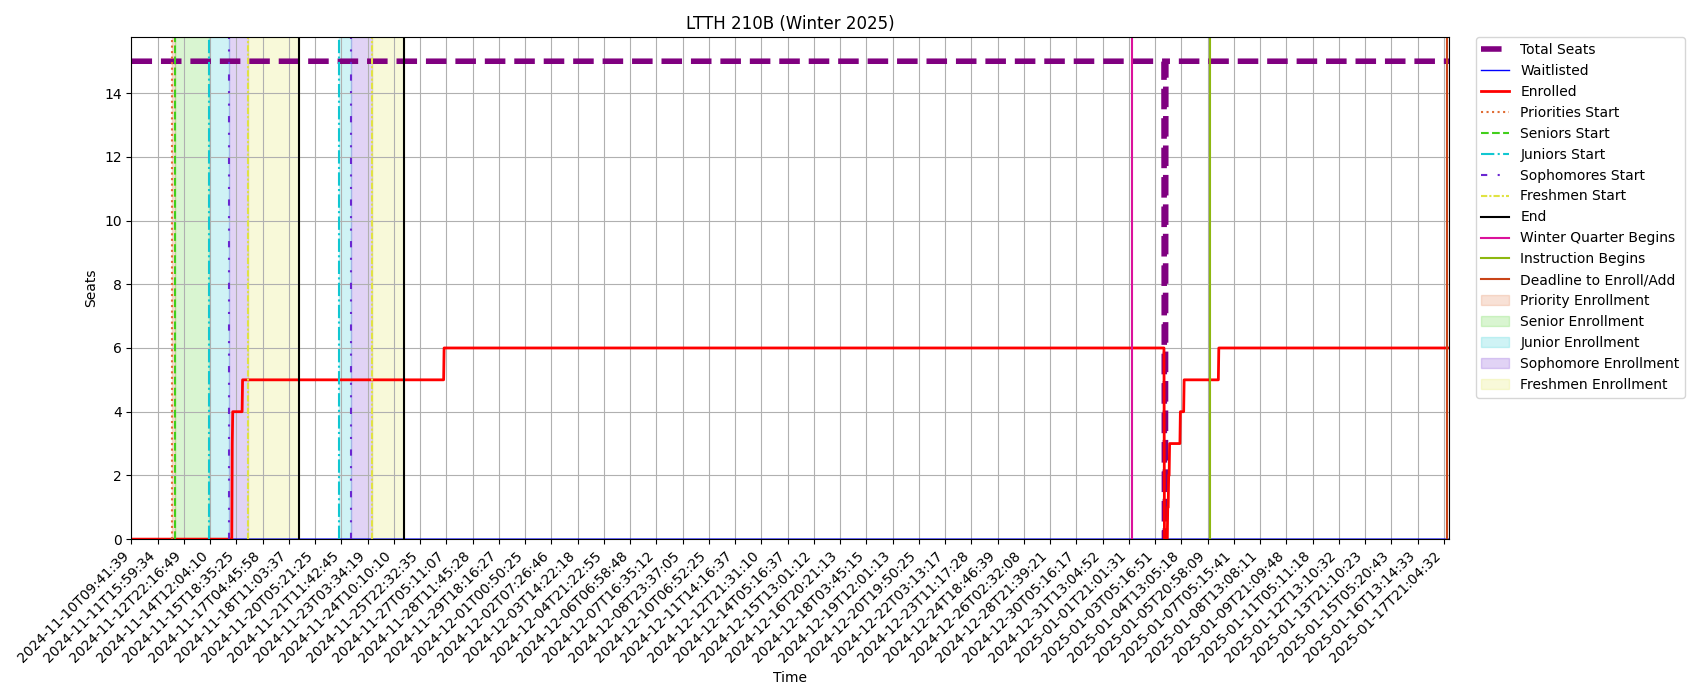 LTTH 210B (Winter 2025)
Seats
14
12
10
8
6
4
2
0
2024-11-10T09:41:39
2024-11-11T15:59:34
2024-11-12T22:16:49
2024-11-14T12:04:10
2024-11-15T18:35:25
2024-11-17T04:45:58
2024-11-18T11:03:37
2024-11-20T05:21:25
2024-11-21T11:42:45
2024-11-23T03:34:19
2024-11-24T10:10:10
2024-11-25T22:32:35
2024-11-27T05:11:07
2024-11-28T11:45:28
2024-11-29T18:16:27
2024-12-01T00:50:25
2024-12-02T07:26:46
2024-12-03T14:22:18
2024-12-04T21:22:55
2024-12-06T06:58:48
2024-12-07T16:35:12
2024-12-08T23:37:05
2024-12-10T06:52:25
2024-12-11T14:16:37
2024-12-12T21:31:10
2024-12-14T05:16:37
2024-12-15T13:01:12
2024-12-16T20:21:13
2024-12-18T03:45:15
2024-12-19T12:01:13
2024-12-20T19:50:25
2024-12-22T03:13:17
2024-12-23T11:17:28
2024-12-24T18:46:39
2024-12-26T02:32:08
2024-12-28T21:39:21
2024-12-30T05:16:17
2024-12-31T13:04:52
2025-01-01T21:01:31
2025-01-03T05:16:51
2025-01-04T13:05:18
2025-01-05T20:58:09
2025-01-07T05:15:41
2025-01-08T13:08:11
2025-01-09T21:09:48
2025-01-11T05:11:18
2025-01-12T13:10:32
2025-01-13T21:10:23
2025-01-15T05:20:43
2025-01-16T13:14:33
2025-01-17T21:04:32
Time
Total Seats
Waitlisted
Enrolled
Priorities Start
Seniors Start
Juniors Start
Sophomores Start
Freshmen Start
End
Winter Quarter Begins
Instruction Begins
Deadline to Enroll/Add
Priority Enrollment
Senior Enrollment
Junior Enrollment
Sophomore Enrollment
Freshmen Enrollment